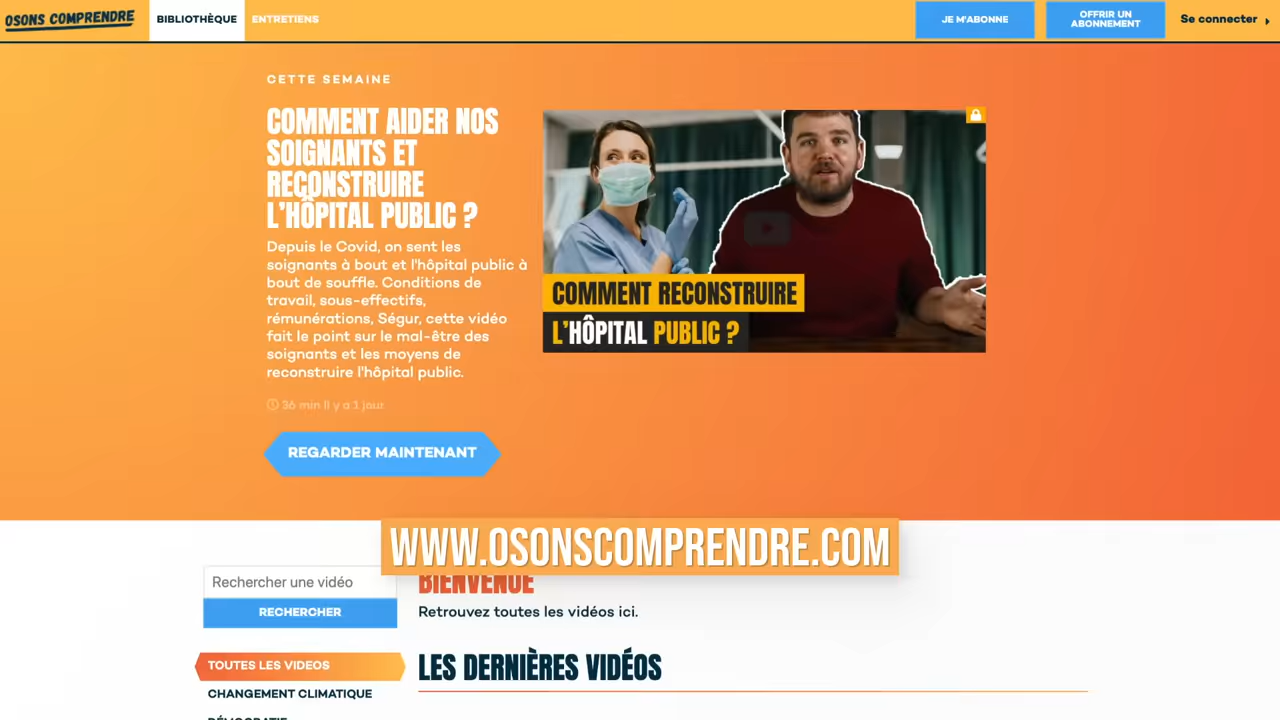 OSONS COMPRENDRE
BIBLIOTHÈQUE
ENTRETIENS
JE M'ABONNE
OFFRIR UN
ABONNEMENT
Se connecter
CETTE SEMAINE
COMMENT AIDER NOS
SOIGNANTS ET
RECONSTRUIRE
L'HÔPITAL PUBLIC ?
Depuis le Covid, on sent les
soignants à bout et l'hôpital public à
bout de souffle. Conditions de
travail, sous-effectifs,
rémunérations, Ségur, cette vidéo
fait le point sur le mal-être des
soignants et les moyens de
reconstruire l'hôpital public.
36 min Il y a 1 jour
REGARDER MAINTENANT
COMMENT RECONSTRUIRE
L'HÔPITAL PUBLIC ?
WWW.OSONSCOMPRENDRE.COM
Rechercher une vidéo
RECHERCHER
BIENVENUE
Retrouvez toutes les vidéos ici.
TOUTES LES VIDEOS
CHANGEMENT CLIMATIQUE
DÉMOCRATIE
LES DERNIÈRES VIDÉOS